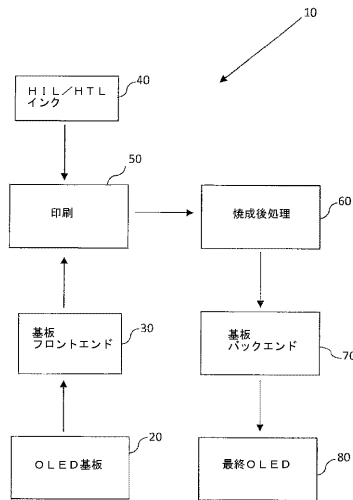 10
40
ＨＩＬ／ＨＴＬ
インク
50
印刷
60
焼成後処理
30
基板
フロントエンド
基板
バックエンド
70
20
ＯＬＥＤ基板
最終ＯＬＥＤ
80